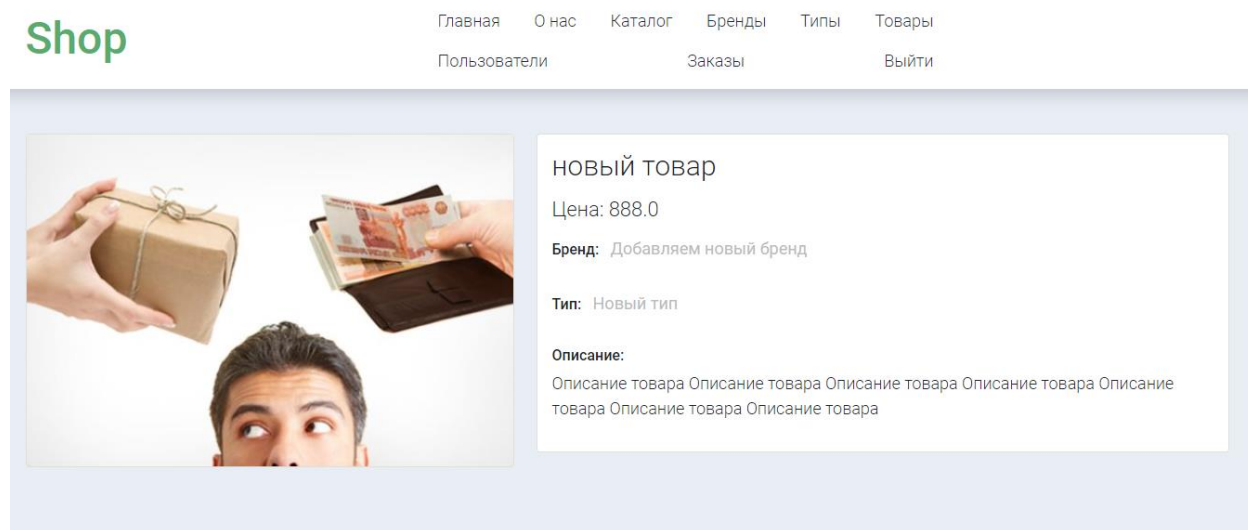 Shop
Главная О нас Каталог Бренды Типы Товары
Пользователи Заказы Выйти
новый товар
Цена: 888.0
Бренд: Добавляем новый бренд
Тип: Новый тип
Описание:
Описание товара Описание товара Описание товара Описание товара Описание
товара Описание товара Описание товара